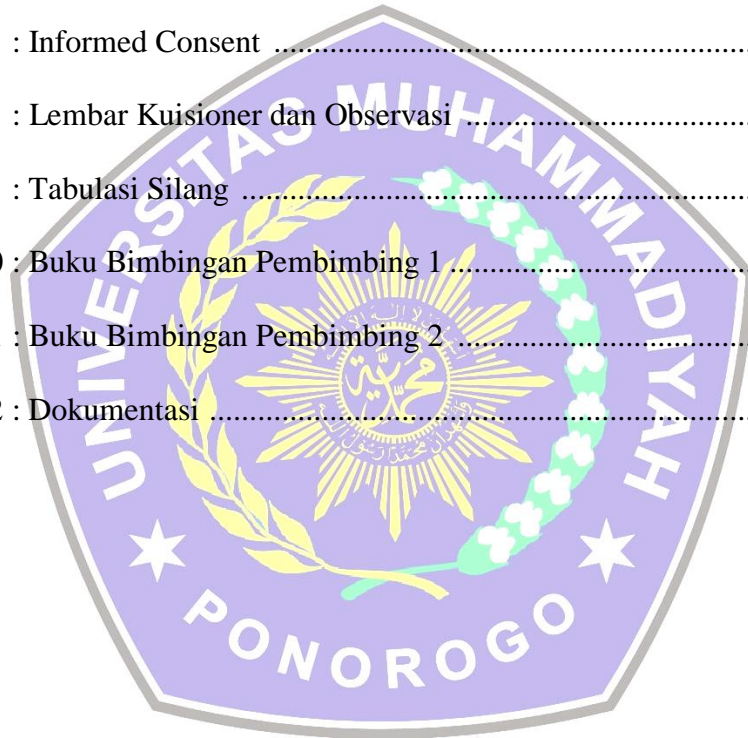 : Informed Consent ................................................................
: Lembar Kuisioner dan Observasi .....................................
: Tabulasi Silang ....................................................................
: Buku Bimbingan Pembimbing 1 .......................................
: Buku Bimbingan Pembimbing 2 .......................................
: Dokumentasi ........................................................................
UNIVERSITAS MUHAMMADIYAH
محمدية
PONOROGO